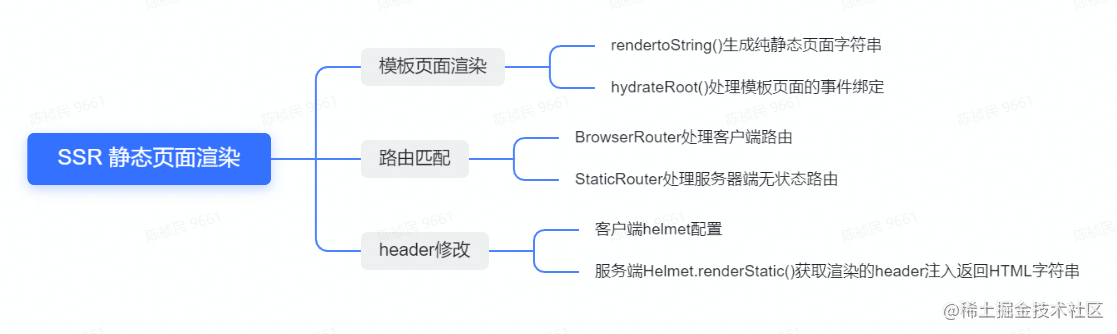 SSR 静态页面渲染
模板页面渲染
rendertoString()生成纯静态页面字符串
hydrateRoot()处理模板页面的事件绑定
路由匹配
BrowserRouter处理客户端路由
StaticRouter处理服务器端无状态路由
header修改
客户端helmet配置
服务端Helmet.renderStatic()获取渲染的header注入返回HTML字符串
@稀土掘金技术社区
陈祯民 9661